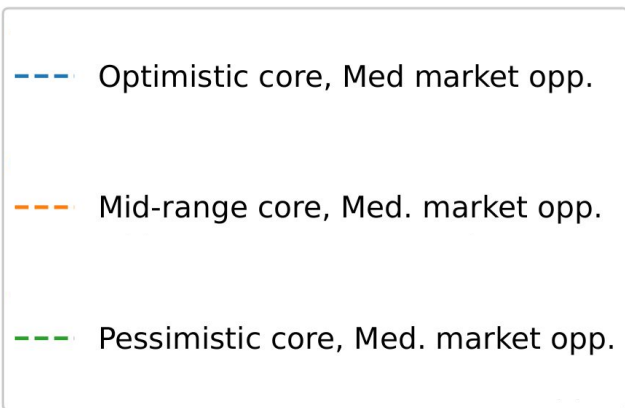 Optimistic core, Med market opp.
Mid-range core, Med. market opp.
Pessimistic core, Med. market opp.